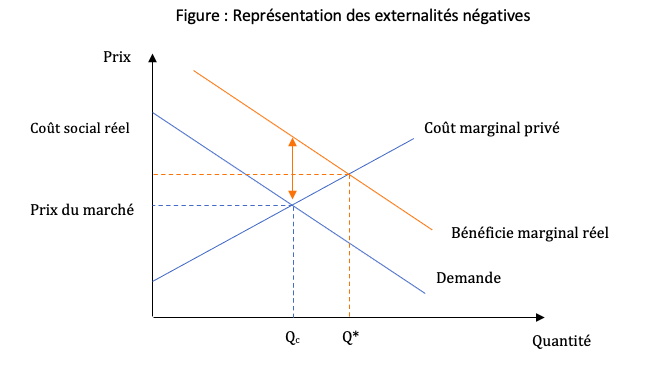 Figure : Représentation des externalités négatives
Prix
Coût social réel
Coût marginal privé
Prix du marché
Bénéficie marginal réel
Demande
Qc
Q*
Quantité